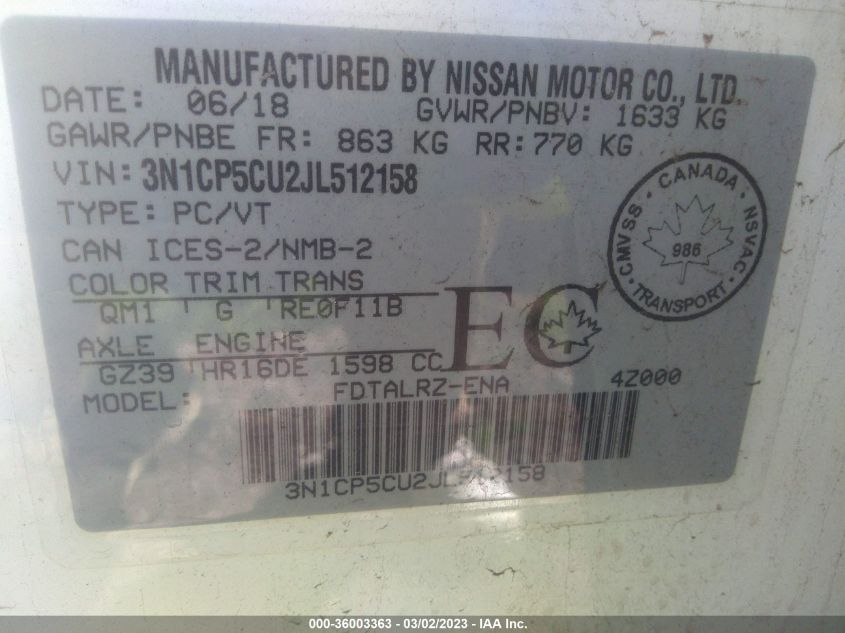 MANUFACTURED BY NISSAN MOTOR CO., LTD.
DATE: 06/18 GVWR/PNBV: 1633 KG
GAWR/PNBE FR: 863 KG RR: 770 KG
VIN: 3N1CP5CU2JL512158
TYPE: PC/VT
CAN ICES-2/NMB-2
COLOR TRIM TRANS
QM1 G RE0F11B
AXLE ENGINE
GZ39 HR16DE 1598 CC
MODEL: FDTALRZ-ENA 4Z000
3N1CP5CU2JL512158
EC
CANADA
CMVSS NSVAC
986
TRANSPORT
000-36003363 - 03/02/2023 - IAA Inc.